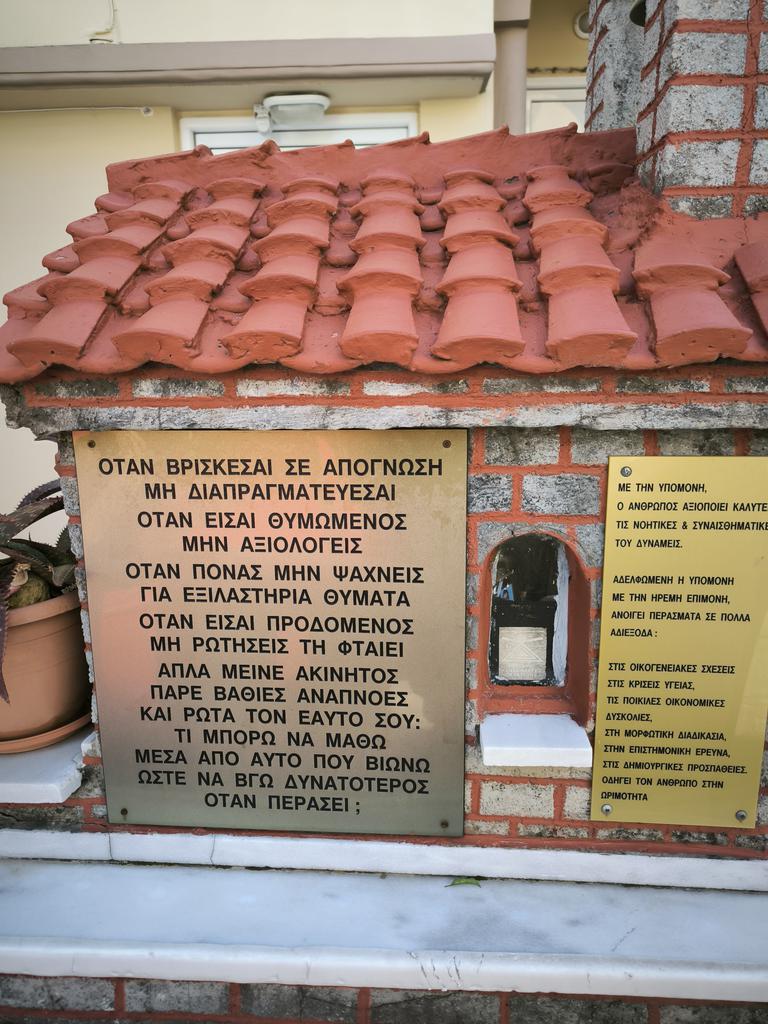 ΟΤΑΝ ΒΡΙΣΚΕΣΑΙ ΣΕ ΑΠΟΓΝΩΣΗ
ΜΗ ΔΙΑΠΡΑΓΜΑΤΕΥΕΣΑΙ
ΟΤΑΝ ΕΙΣΑΙ ΘΥΜΩΜΕΝΟΣ
ΜΗΝ ΑΞΙΟΛΟΓΕΙΣ
ΟΤΑΝ ΠΟΝΑΣ ΜΗΝ ΨΑΧΝΕΙΣ
ΓΙΑ ΕΞΙΛΑΣΤΗΡΙΑ ΘΥΜΑΤΑ
ΟΤΑΝ ΕΙΣΑΙ ΠΡΟΔΟΜΕΝΟΣ
ΜΗ ΡΩΤΗΣΕΙΣ ΤΗ ΦΤΑΙΕΙ
ΑΠΛΑ ΜΕΙΝΕ ΑΚΙΝΗΤΟΣ
ΠΑΡΕ ΒΑΘΙΕΣ ΑΝΑΠΝΟΕΣ
ΚΑΙ ΡΩΤΑ ΤΟΝ ΕΑΥΤΟ ΣΟΥ:
ΤΙ ΜΠΟΡΩ ΝΑ ΜΑΘΩ
ΜΕΣΑ ΑΠΟ ΑΥΤΟ ΠΟΥ ΒΙΩΝΩ
ΩΣΤΕ ΝΑ ΒΓΩ ΔΥΝΑΤΟΤΕΡΟΣ
ΟΤΑΝ ΠΕΡΑΣΕΙ ;
ΜΕ ΤΗΝ ΥΠΟΜΟΝΗ,
Ο ΑΝΘΡΩΠΟΣ ΑΞΙΟΠΟΙΕΙ ΚΑΛΥΤΕ
ΤΙΣ ΝΟΗΤΙΚΕΣ & ΣΥΝΑΙΣΘΗΜΑΤΙΚΕ
ΤΟΥ ΔΥΝΑΜΕΙΣ.
ΑΔΕΛΦΩΜΕΝΗ Η ΥΠΟΜΟΝΗ
ΜΕ ΤΗΝ ΗΡΕΜΗ ΕΠΙΜΟΝΗ,
ΑΝΟΙΓΕΙ ΠΕΡΑΣΜΑΤΑ ΣΕ ΠΟΛΛΑ
ΑΔΙΕΞΟΔΑ :
ΣΤΙΣ ΟΙΚΟΓΕΝΕΙΑΚΕΣ ΣΧΕΣΕΙΣ
ΣΤΙΣ ΚΡΙΣΕΙΣ ΥΓΕΙΑΣ,
ΤΙΣ ΠΟΙΚΙΛΕΣ ΟΙΚΟΝΟΜΙΚΕΣ
ΔΥΣΚΟΛΙΕΣ,
ΣΤΗ ΜΟΡΦΩΤΙΚΗ ΔΙΑΔΙΚΑΣΙΑ,
ΣΤΗΝ ΕΠΙΣΤΗΜΟΝΙΚΗ ΕΡΕΥΝΑ,
ΣΤΙΣ ΔΗΜΙΟΥΡΓΙΚΕΣ ΠΡΟΣΠΑΘΕΙΕΣ.
ΟΔΗΓΕΙ ΤΟΝ ΑΝΘΡΩΠΟ ΣΤΗΝ
ΩΡΙΜΟΤΗΤΑ